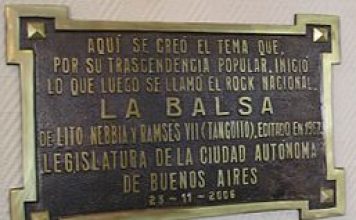 AQUÍ SE CREÓ EL TEMA QUE,
POR SU TRASCENDENCIA POPULAR, INICIÓ
LO QUE LUEGO SE LLAMÓ EL ROCK NACIONAL.
LA BALSA
DE LITO NEBBIA Y RAMSÉS VII (TANGUITO), EDITADO EN 1967.
LEGISLATURA DE LA CIUDAD AUTONOMA
DE BUENOS AIRES
23-11-2006